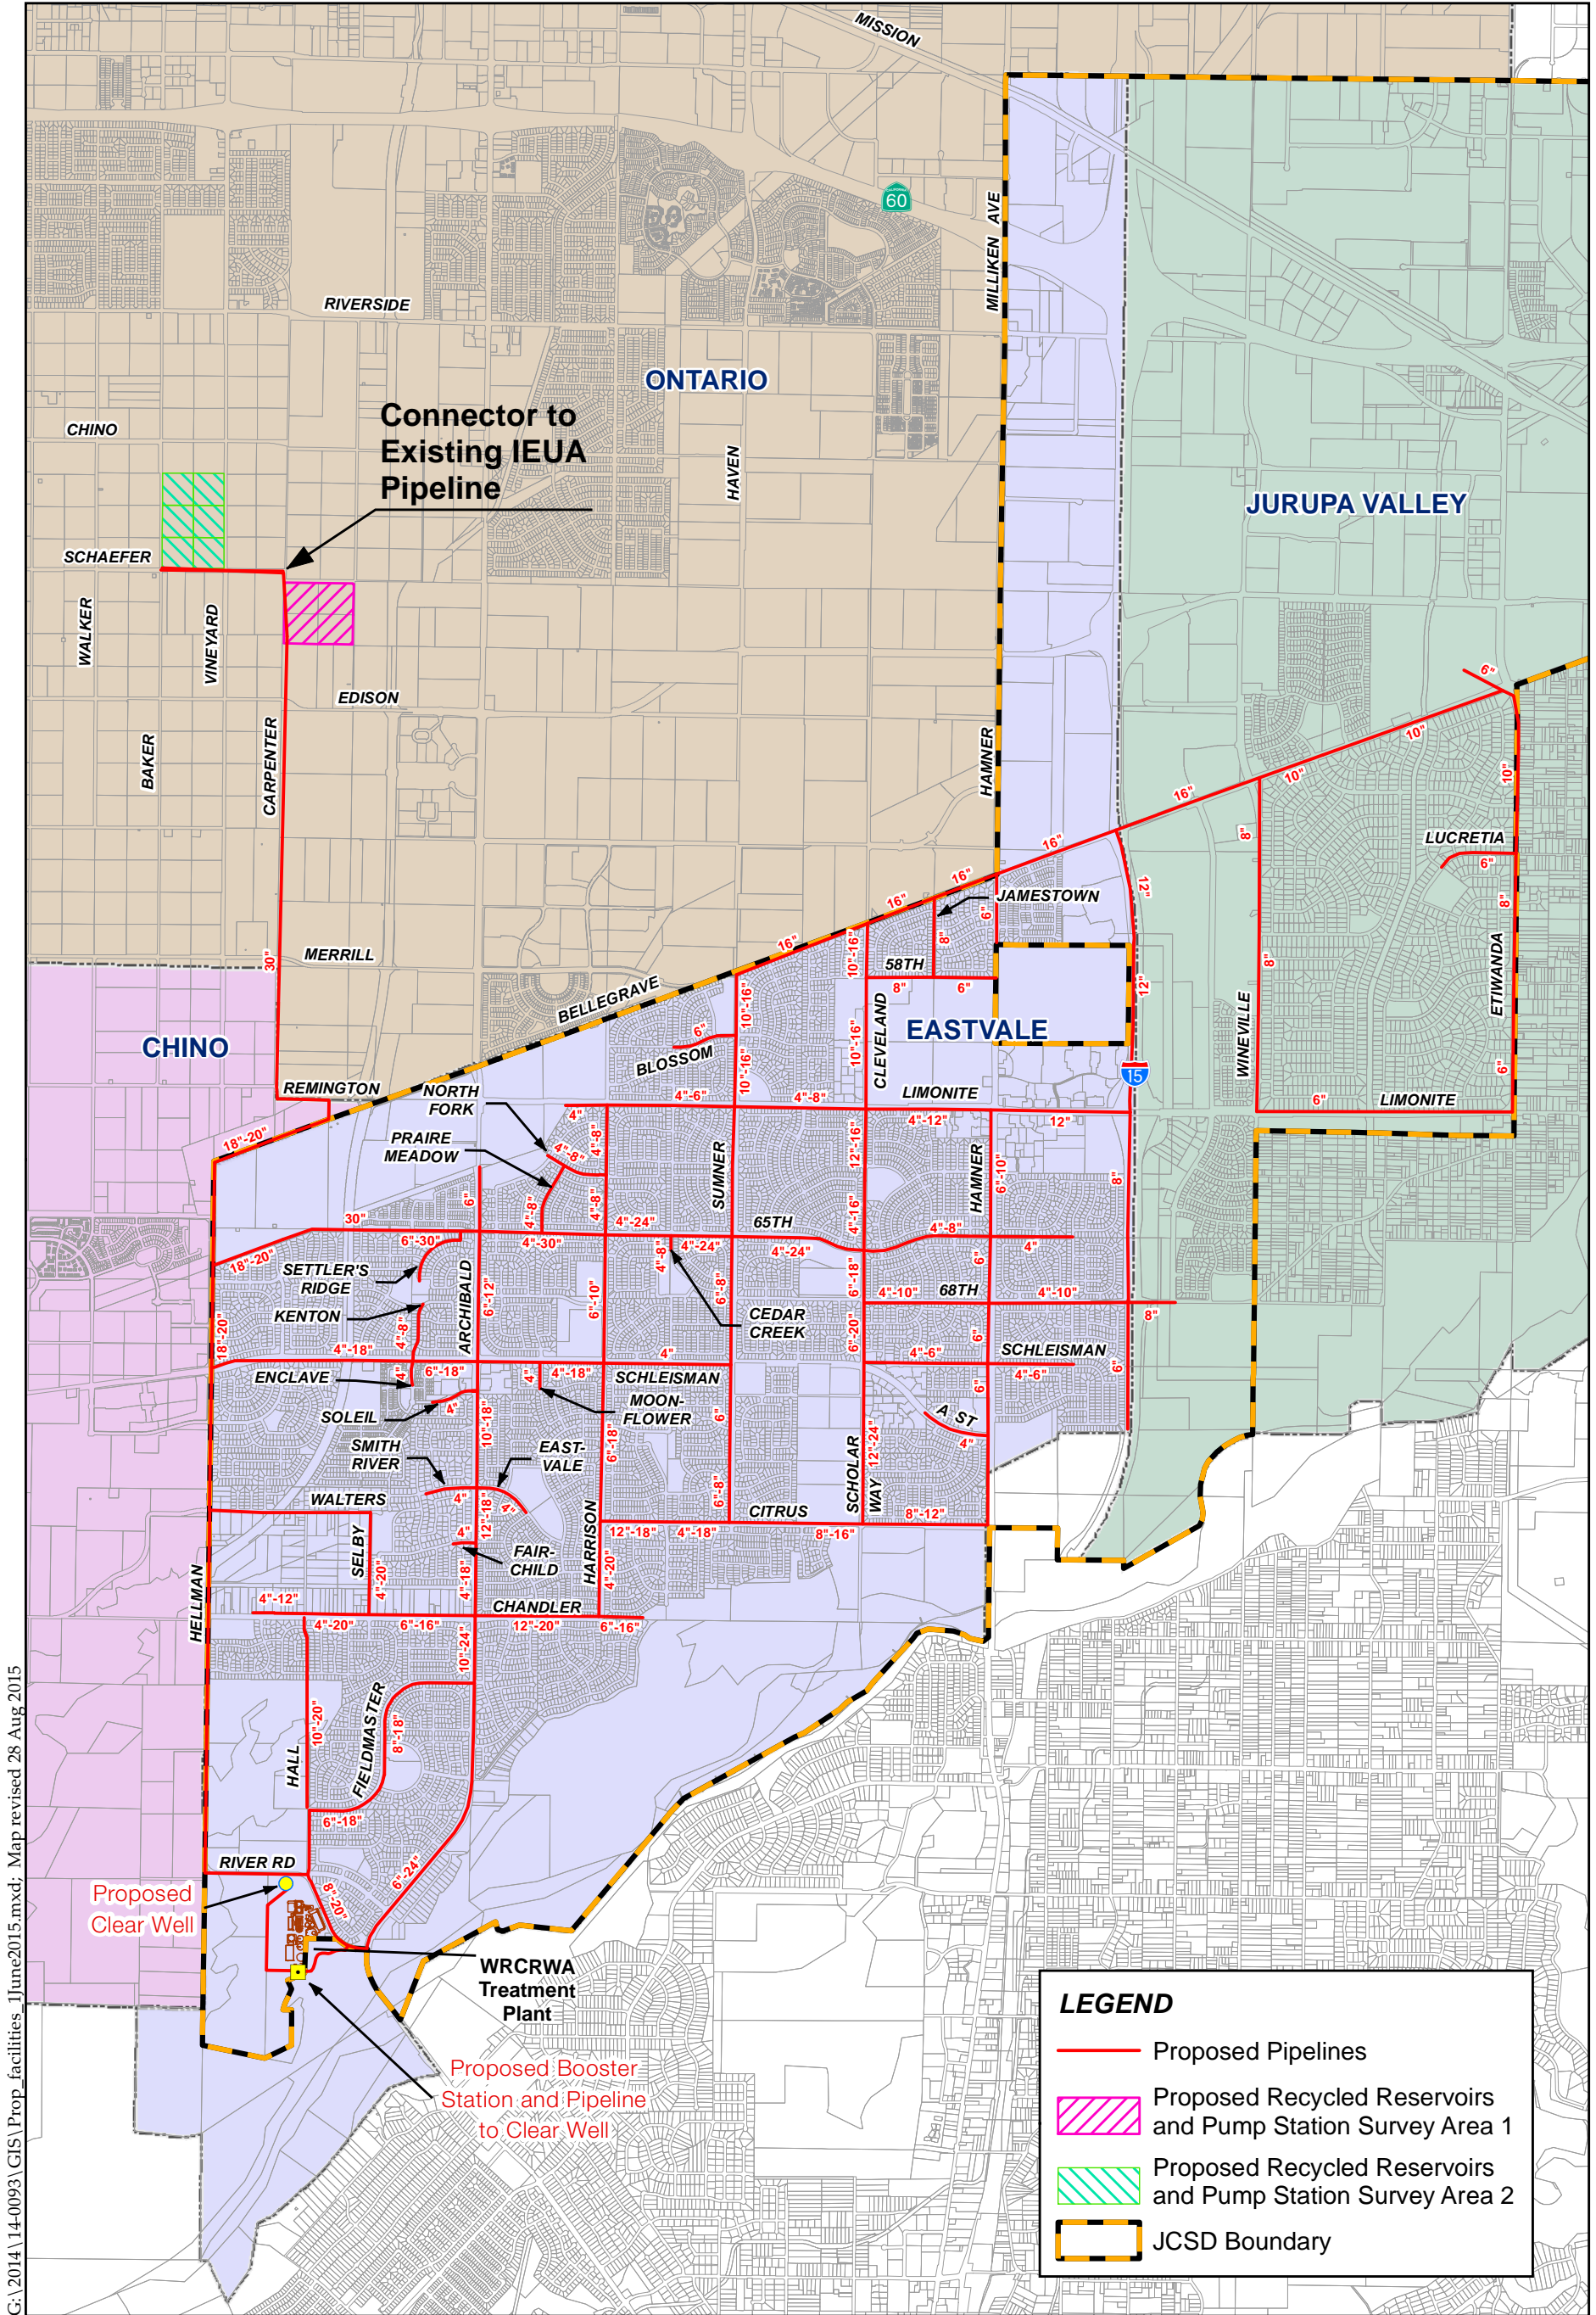 MISSION
60
MILLIKEN AVE
RIVERSIDE
ONTARIO
Connector to
Existing IEUA
Pipeline
CHINO
HAVEN
JURUPA VALLEY
SCHAEFER
WALKER
VINEYARD
EDISON
6"
BAKER
CARPENTER
HAMNER
10"
10"
10"
16"
8"
LUCRETIA
6"
16"
16"
12"
16"
JAMESTOWN
6"
8"
8"
MERRILL
30"
16"
10"-16"
58TH
8"
6"
12"
8"
ETIWANDA
BELLEGRAVE
10"-16"
CLEVELAND
EASTVALE
WINEVILLE
CHINO
6"
BLOSSOM
10"-16"
10"-16"
15
6"
REMINGTON
NORTH
FORK
4"-6"
4"-8"
LIMONITE
6"
LIMONITE
4"
4"-12"
12"
18"-20"
PRAIRE
MEADOW
4"-8"
4"-8"
12"-16"
6"-10"
8"
SUMNER
HAMNER
6"
4"-8"
4"-8"
30"
4"-24"
65TH
4"-16"
4"-8"
6"-30"
4"-30"
4"-24"
4"-24"
4"
18"-20"
SETTLER'S
RIDGE
4"-8"
6"-8"
6"-18"
6"
ARCHIBALD
6"-12"
6"-10"
4"-10"
68TH
4"-10"
KENTON
CEDAR
CREEK
8"
18"-20"
4"-8"
6"-20"
6"
4"-18"
4"
4"-6"
SCHLEISMAN
ENCLAVE
4"
6"-18"
4"
4"-18"
SCHLEISMAN
4"-6"
6"
6"
SOLEIL
4"
MOON-
FLOWER
6"
A ST
10"-18"
SMITH
RIVER
EAST-
VALE
6"-18"
SCHOLAR
WAY
12"-24"
4"
WALTERS
4"
4"
6"-8"
CITRUS
8"-12"
12"-18"
4"
12"-18"
4"-18"
8"-16"
SELBY
4"-20"
FAIR-
CHILD
HARRISON
4"-20"
4"-18"
HELLMAN
4"-12"
CHANDLER
4"-20"
6"-16"
12"-20"
6"-16"
10"-24"
FIELDMASTER
10"-20"
8"-18"
HALL
6"-18"
RIVER RD
6"-24"
8"-20"
Proposed
Clear Well
WRCRWA
Treatment
Plant
Proposed Booster
Station and Pipeline
to Clear Well
LEGEND
Proposed Pipelines
Proposed Recycled Reservoirs
and Pump Station Survey Area 1
Proposed Recycled Reservoirs
and Pump Station Survey Area 2
JCSD Boundary
G:\2014\14-0093\GIS\Prop_facilities_1June2015.mxd; Map revised 28 Aug 2015